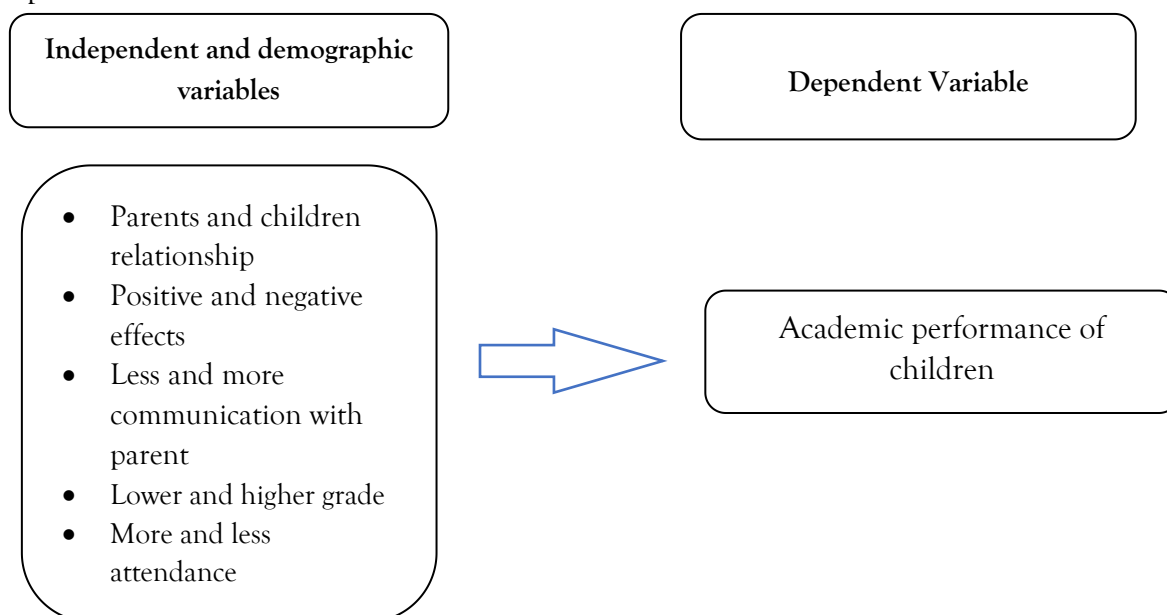 Independent and demographic
variables
Dependent Variable
• Parents and children
relationship
• Positive and negative
effects
• Less and more
communication with
parent
• Lower and higher grade
• More and less
attendance
Academic performance of
children